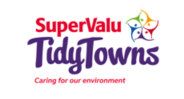 SuperValu
TidyTowns
Caring for our environment